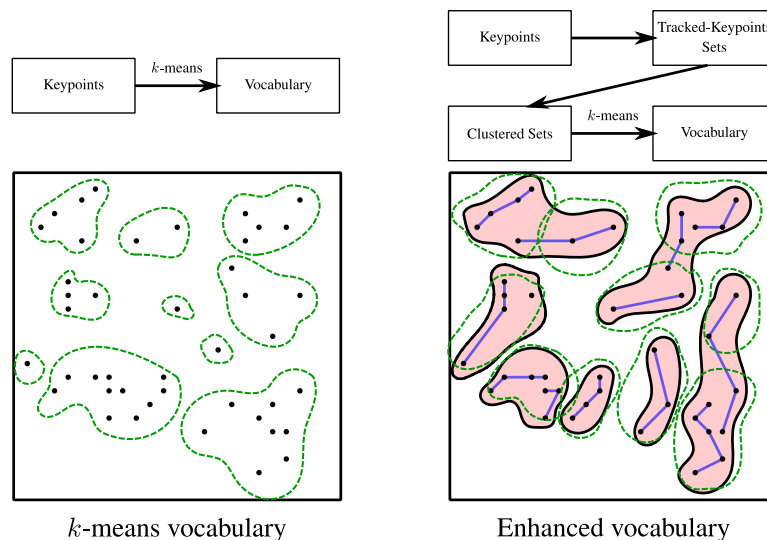 Keypoints
k-means
Vocabulary
k-means vocabulary
Keypoints
Tracked-Keypoints
Sets
Clustered Sets
k-means
Vocabulary
Enhanced vocabulary